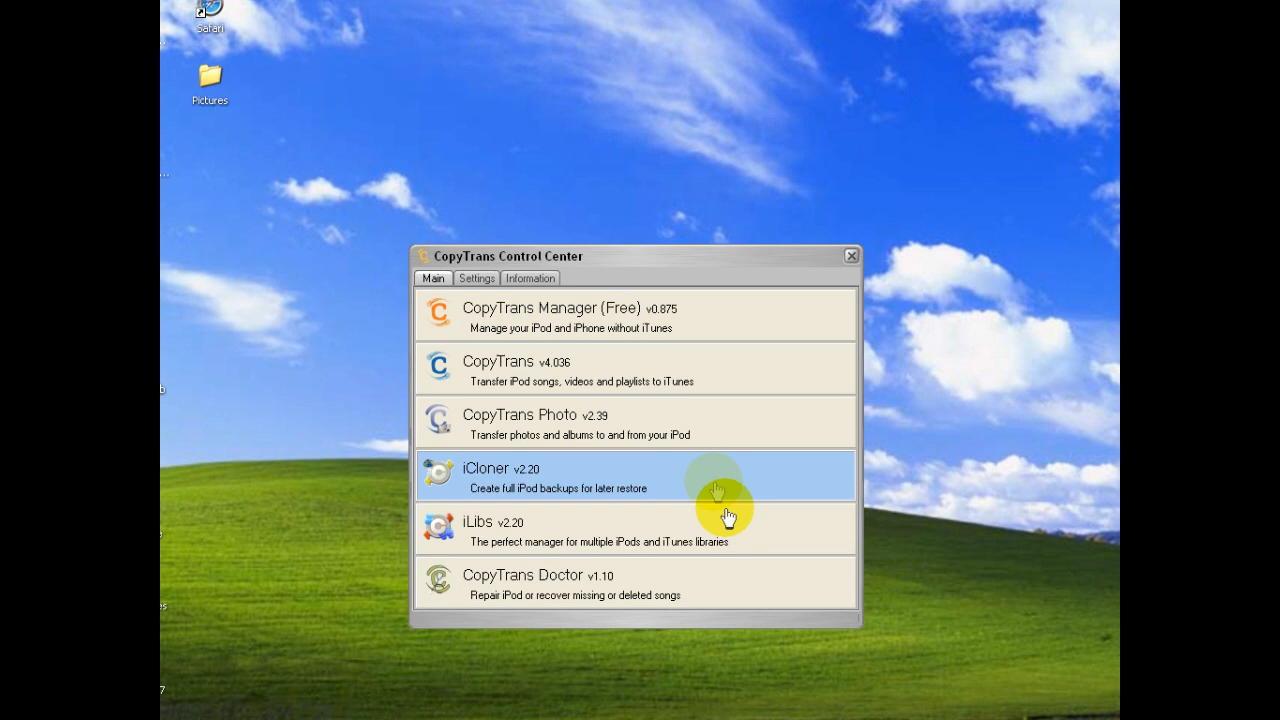 Safari
Pictures
CopyTrans Control Center
Main Settings Information
CopyTrans Manager (Free) v0.875
Manage your iPod and iPhone without iTunes
CopyTrans v4.036
Transfer iPod songs, videos and playlists to iTunes
CopyTrans Photo v2.39
Transfer photos and albums to and from your iPod
iCloner v2.20
Create full iPod backups for later restore
iLibs v2.20
The perfect manager for multiple iPods and iTunes libraries
CopyTrans Doctor v1.10
Repair iPod or recover missing or deleted songs